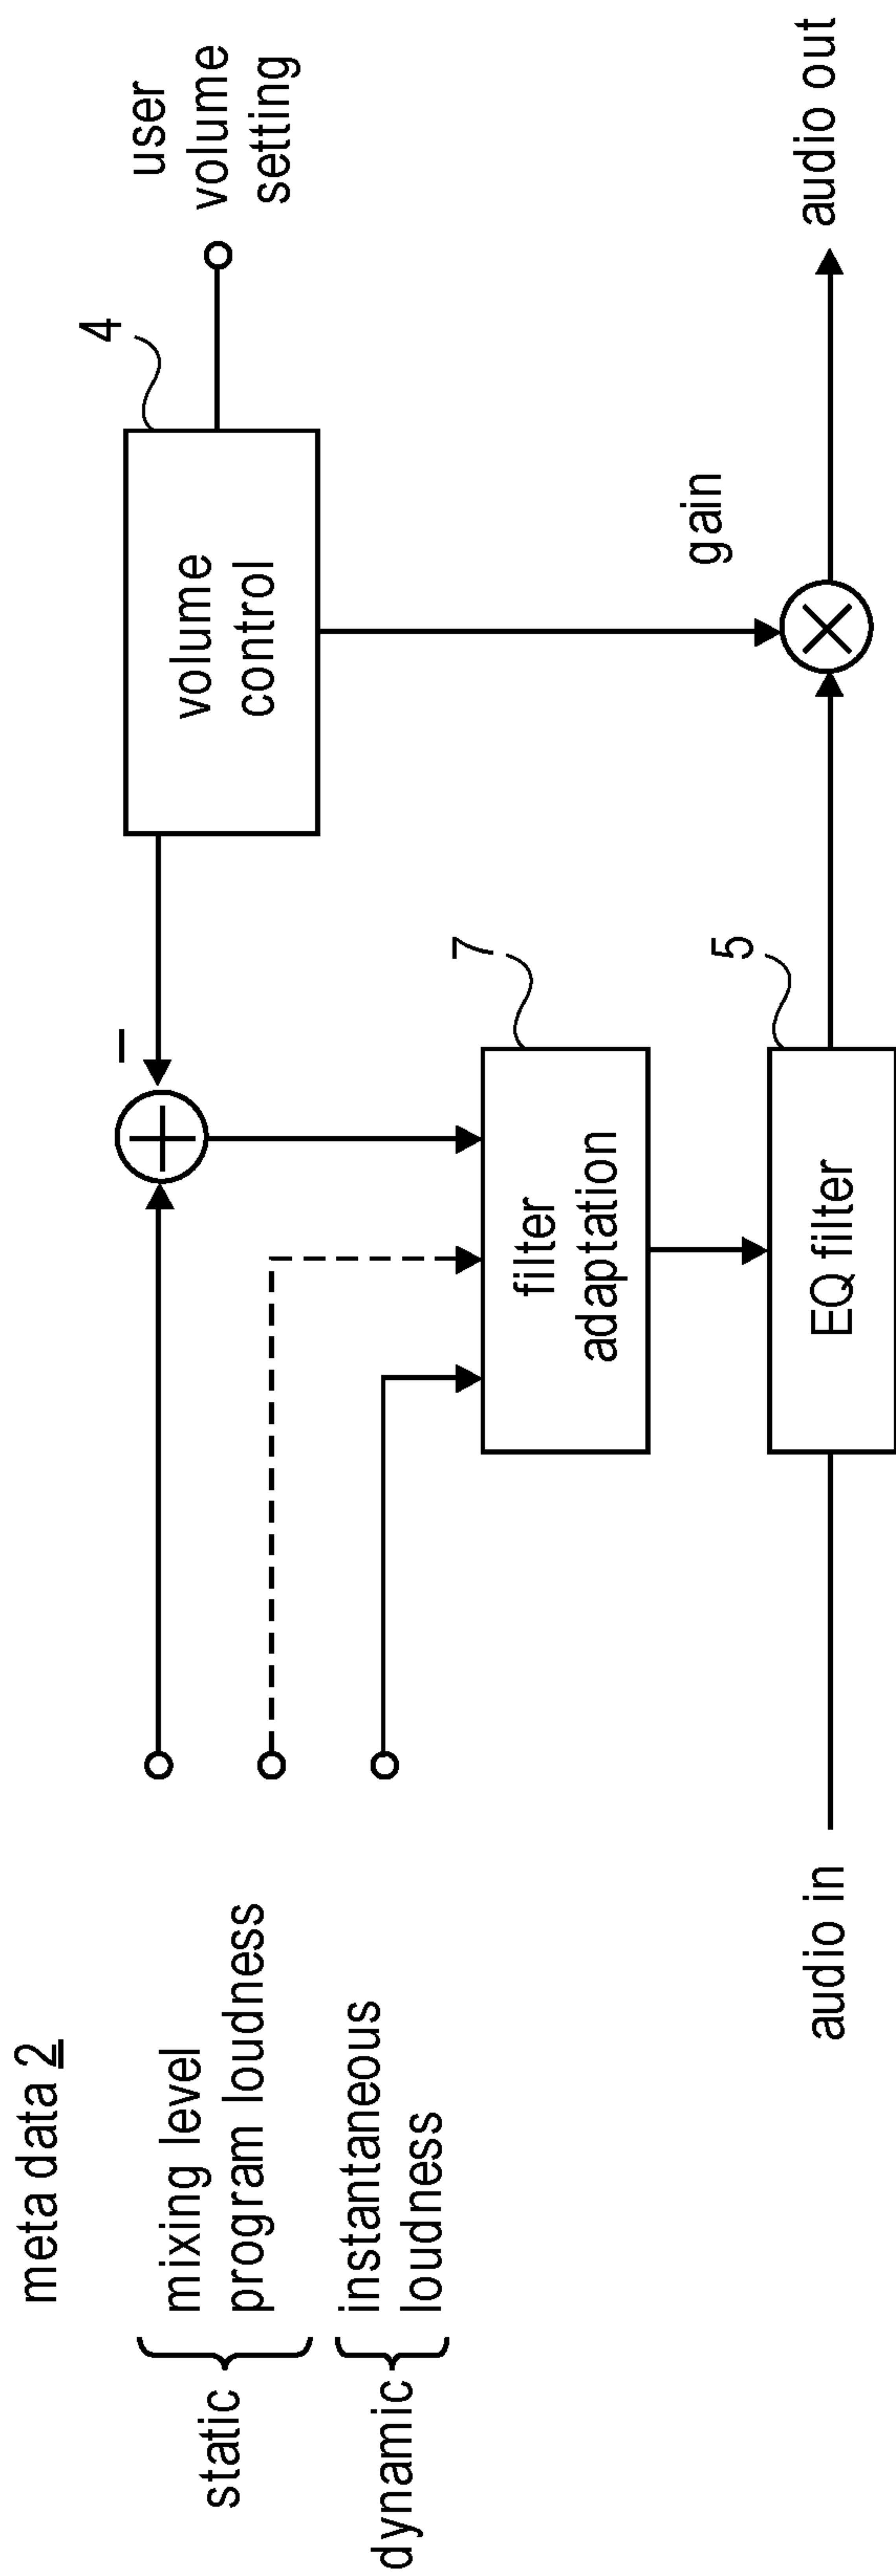 meta data 2
static
mixing level
program loudness
dynamic
instantaneous
loudness
volume
control
4
user
volume
setting
–
7
filter
adaptation
gain
5
EQ filter
audio in
audio out